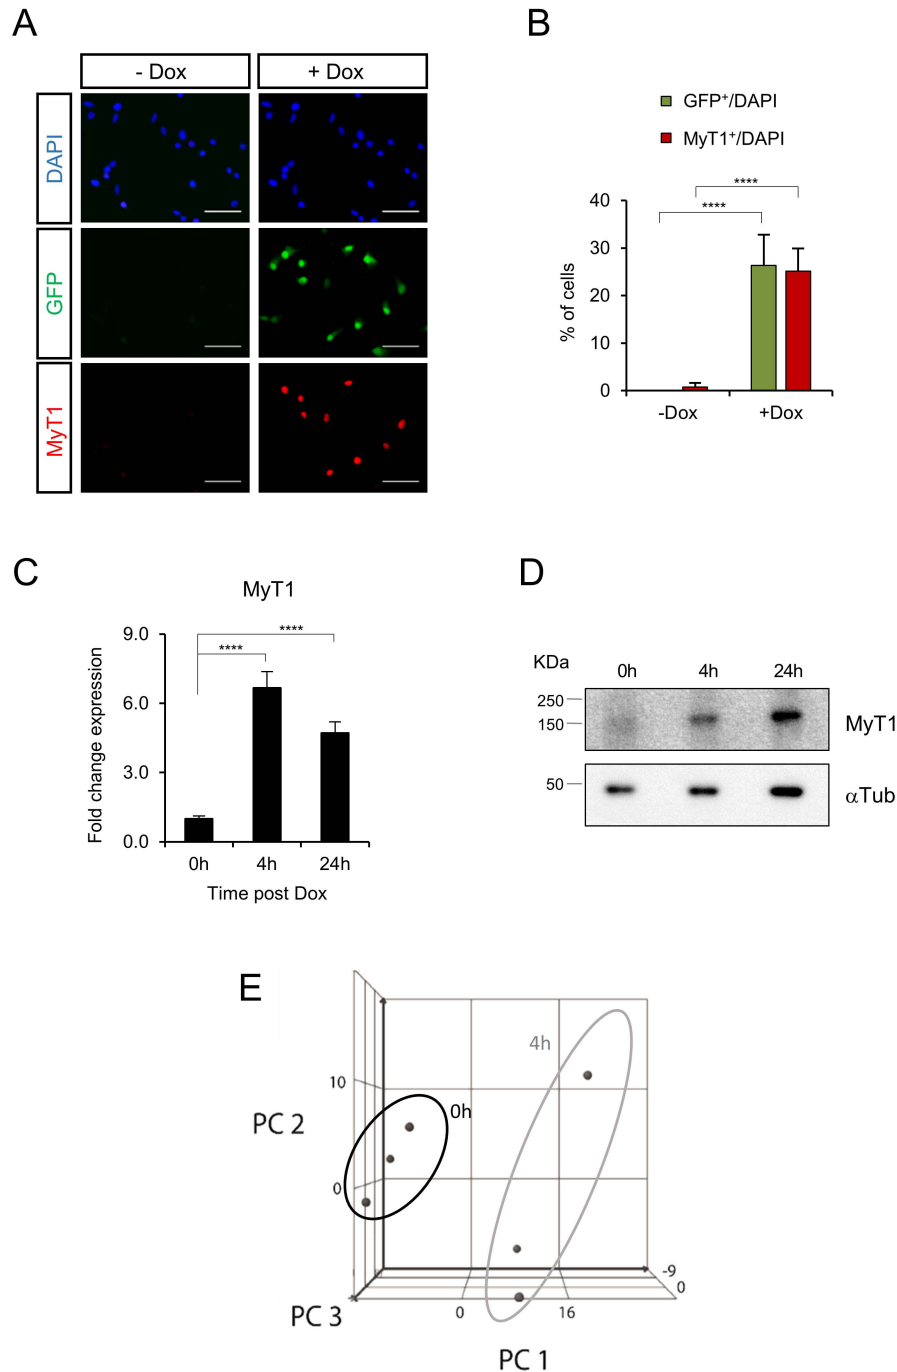 A
- Dox
+ Dox
DAPI
GFP
MyT1
B
GFP⁺/DAPI
MyT1⁺/DAPI
****
****
40
30
20
10
0
% of cells
-Dox
+Dox
C
MyT1
****
****
9.0
6.0
3.0
0.0
Fold change expression
0h
4h
24h
Time post Dox
D
KDa
0h
4h
24h
250
150
MyT1
50
αTub
E
4h
0h
10
PC 2
0
-9
0
PC 3
0
16
PC 1